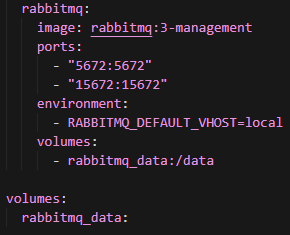 rabbitmq:
image: rabbitmq:3-management
ports:
- "5672:5672"
- "15672:15672"
environment:
- RABBITMQ_DEFAULT_VHOST=local
volumes:
- rabbitmq_data:/data
volumes:
rabbitmq_data: